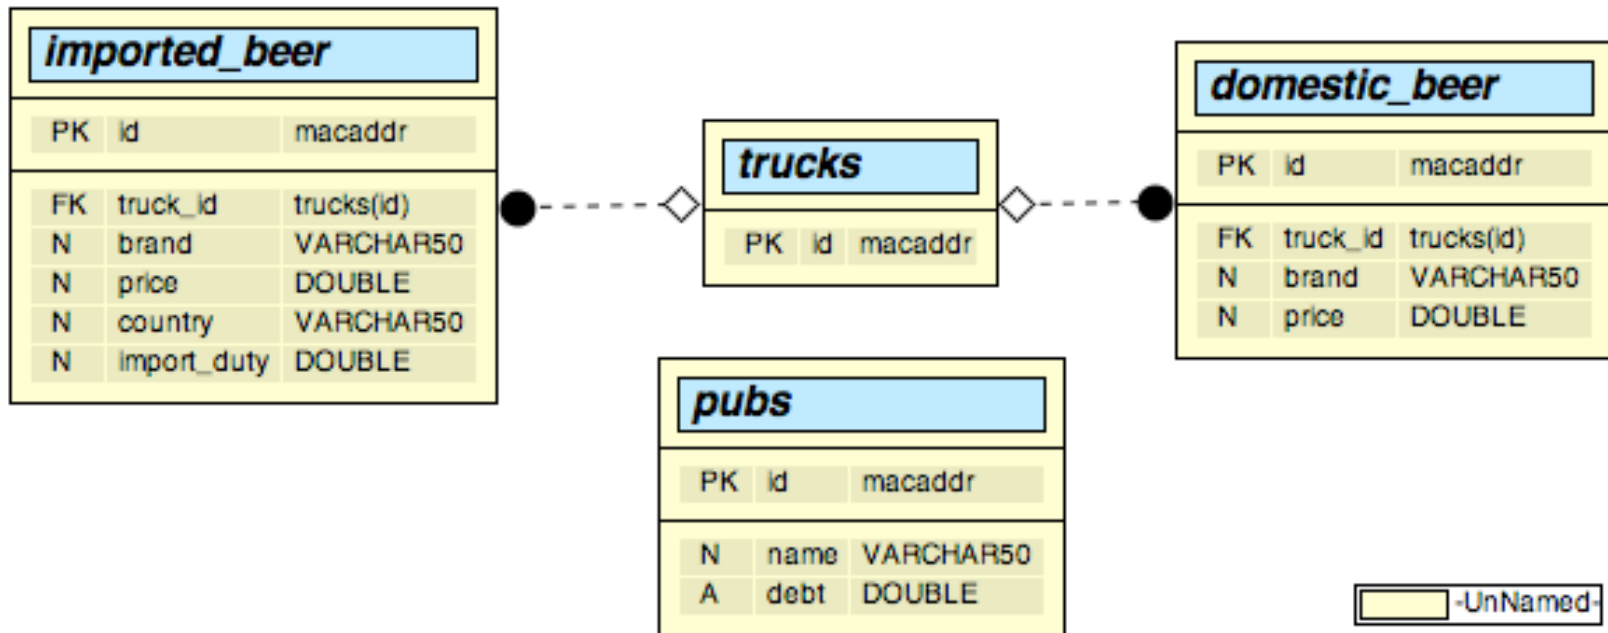 imported_beer
PK id macaddr
FK truck_id trucks(id)
N brand VARCHAR50
N price DOUBLE
N country VARCHAR50
N import_duty DOUBLE
trucks
PK id macaddr
domestic_beer
PK id macaddr
FK truck_id trucks(id)
N brand VARCHAR50
N price DOUBLE
pubs
PK id macaddr
N name VARCHAR50
A debt DOUBLE
-UnNamed-